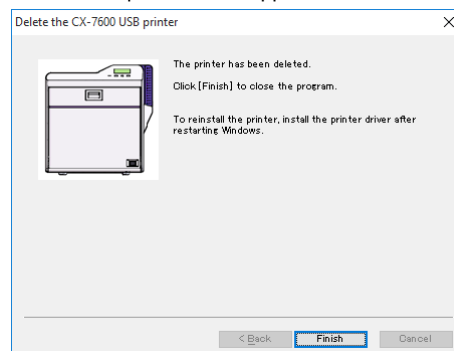 Delete the CX-7600 USB printer
The printer has been deleted.
Click [Finish] to close the program.
To reinstall the printer, install the printer driver after
restarting Windows.
< Back
Finish
Cancel